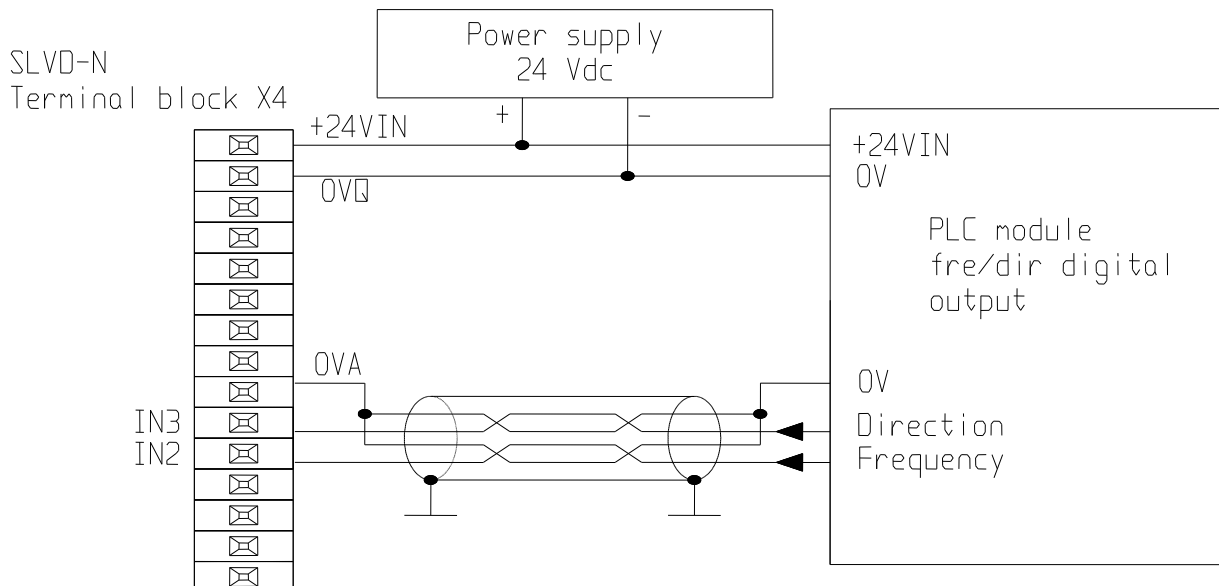 Power supply
24 Vdc
SLVD-N
Terminal block X4
+
-
+24VIN
+24VIN
0VQ
0V
PLC module
fre/dir digital
output
0VA
0V
IN3
Direction
IN2
Frequency